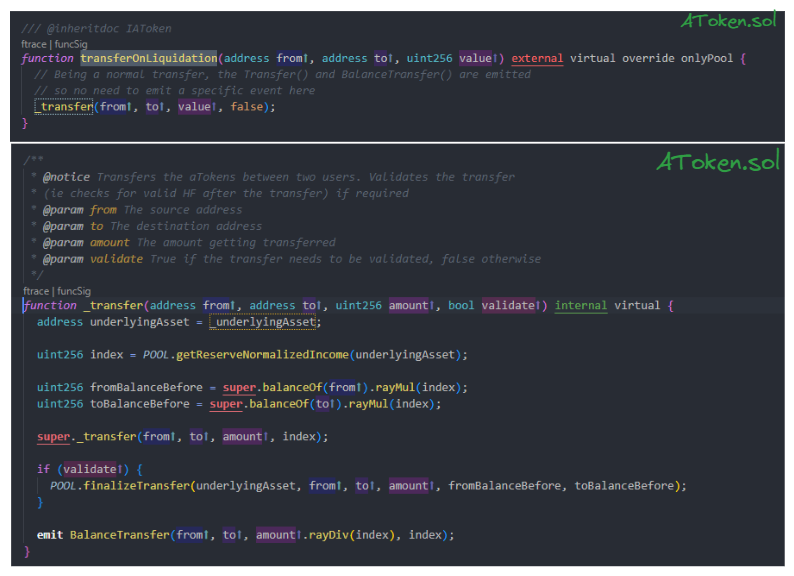 AToken.sol
/// @inheritdoc IAToken
ftrace | funcSig
function transferOnLiquidation(address from↑, address to↑, uint256 value↑) external virtual override onlyPool {
// Being a normal transfer, the Transfer() and BalanceTransfer() are emitted
// so no need to emit a specific event here
_transfer(from↑, to↑, value↑, false);
}
AToken.sol
/**
* @notice Transfers the aTokens between two users. Validates the transfer
* (ie checks for valid HF after the transfer) if required
* @param from The source address
* @param to The destination address
* @param amount The amount getting transferred
* @param validate True if the transfer needs to be validated, false otherwise
*/
ftrace | funcSig
function _transfer(address from↑, address to↑, uint256 amount↑, bool validate↑) internal virtual {
address underlyingAsset = _underlyingAsset;
uint256 index = POOL.getReserveNormalizedIncome(underlyingAsset);
uint256 fromBalanceBefore = super.balanceOf(from↑).rayMul(index);
uint256 toBalanceBefore = super.balanceOf(to↑).rayMul(index);
super._transfer(from↑, to↑, amount↑, index);
if (validate↑) {
POOL.finalizeTransfer(underlyingAsset, from↑, to↑, amount↑, fromBalanceBefore, toBalanceBefore);
}
emit BalanceTransfer(from↑, to↑, amount↑.rayDiv(index), index);
}